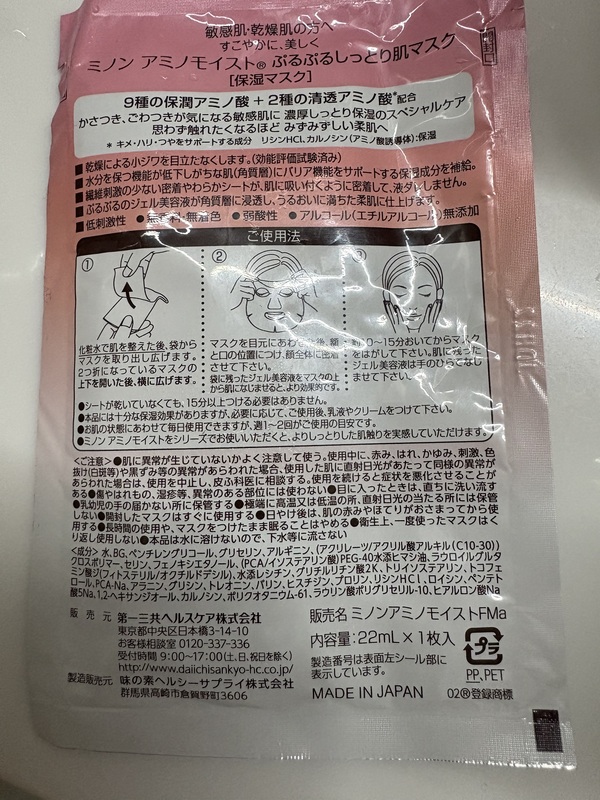 敏感肌・乾燥肌の方へ
すこやかに、美しく
ミノン アミノモイスト® ぷるぷるしっとり肌マスク
[保湿マスク]
開封口
9種の保潤アミノ酸 + 2種の清透アミノ酸*配合
かさつき、ごわつきが気になる敏感肌に 濃厚しっとり保湿のスペシャルケア
思わず触れたくなるほど みずみずしい素肌へ
* キメ・ハリ・つやをサポートする成分 リシンHCl、カルノシン(アミノ酸誘導体):保湿
■乾燥による小ジワを目立たなくします。(効能評価試験済み)
■水分を保つ機能が低下しがちな肌(角質層)にバリア機能をサポートする保湿成分を補給。
■繊維刺激の少ない密着やわらかシートが、肌に吸い付くように密着して、液ダレしません。
■ぷるぷるのジェル美容液が角質層に浸透し、うるおいに満ちた柔肌に仕上げます。
■低刺激性 ●無香料・無着色 ●弱酸性 ●アルコール(エチルアルコール)無添加
ご使用法
①
化粧水で肌を整えた後、袋から
マスクを取り出し広げます。
2つ折になっているマスクの
上下を開いた後、横に広げます。
②
マスクを目元にあわせた後、額
と口の位置につけ、顔全体に密着
させて下さい。
袋に残ったジェル美容液をマスクの上
から肌になじませると、より効果的です。
③
約10~15分おいてからマスク
をはがして下さい。肌に残った
ジェル美容液は手のひらでなじ
ませて下さい。
●シートが乾いていなくても、15分以上つける必要はありません。
●本品には十分な保湿効果がありますが、必要に応じて、ご使用後、乳液やクリームをつけて下さい。
●お肌の状態にあわせて毎日使用できますが、週1~2回がご使用の目安です。
●ミノン アミノモイストをシリーズでお使いいただくと、よりしっとりした肌触りを実感していただけます。
<ご注意>●肌に異常が生じていないかよく注意して使う。使用中に、赤み、はれ、かゆみ、刺激、色
抜け(白斑等)や黒ずみ等の異常があらわれた場合、使用した肌に直射日光があたって同様の異常が
あらわれた場合は、使用を中止し、皮ふ科医に相談する。使用を続けると症状を悪化させることが
ある●傷やはれもの、湿疹等、異常のある部位には使わない●目に入ったときは、直ちに洗い流す
●乳幼児の手の届かない所に保管する●極端に高温又は低温の所、直射日光の当たる所には保管
しない●開封したマスクはすぐに使用する●日やけ後は、肌の赤みやほてりがおさまってから使
用する●長時間の使用や、マスクをつけたまま眠ることはやめる●衛生上、一度使ったマスクはく
り返し使用しない●本品は水に溶けないので、下水等に流さない
<成分> 水、BG、ペンチレングリコール、グリセリン、アルギニン、(アクリレーツ/アクリル酸アルキル(C10-30))
クロスポリマー、セリン、フェノキシエタノール、(PCA/イソステアリン酸)PEG-40水添ヒマシ油、ラウロイルグルタ
ミン酸ジ(フィトステリル/オクチルドデシル)、水添レシチン、グリチルリチン酸2K、トリイソステアリン、トコフェ
ロール、PCA-Na、アラニン、グリシン、トレオニン、バリン、ヒスチジン、プロリン、リシンHCl、ロイシン、ペンテト
酸5Na、1,2-ヘキサンジオール、カルノシン、ポリクオタニウム-61、ラウリン酸ポリグリセリル-10、ヒアルロン酸Na
販売元 第一三共ヘルスケア株式会社
東京都中央区日本橋3-14-10
お客様相談室 0120-337-336
受付時間 9:00~17:00(土、日、祝日を除く)
http://www.daiichisankyo-hc.co.jp/
製造販売元 味の素ヘルシーサプライ株式会社
群馬県高崎市倉賀野町3606
販売名 ミノンアミノモイストFMa
内容量:22mL×1枚入
製造番号は表面左シール部に
表示しています。
MADE IN JAPAN
プラ
PP、PET
02®登録商標